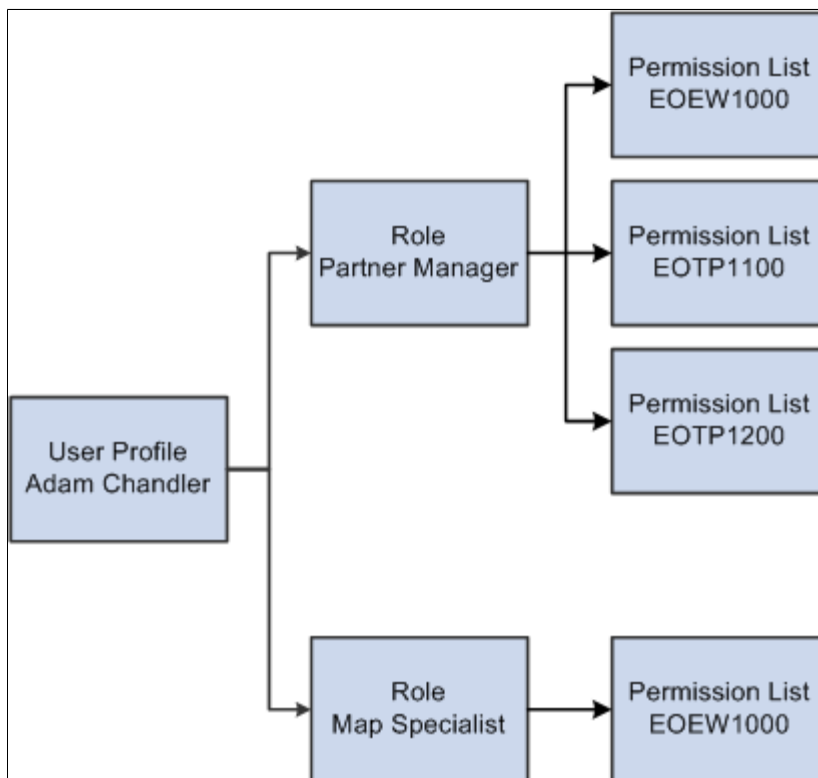 Permission List
EOEW1000
Role
Partner Manager
Permission List
EOTP1100
Permission List
EOTP1200
User Profile
Adam Chandler
Role
Map Specialist
Permission List
EOEW1000